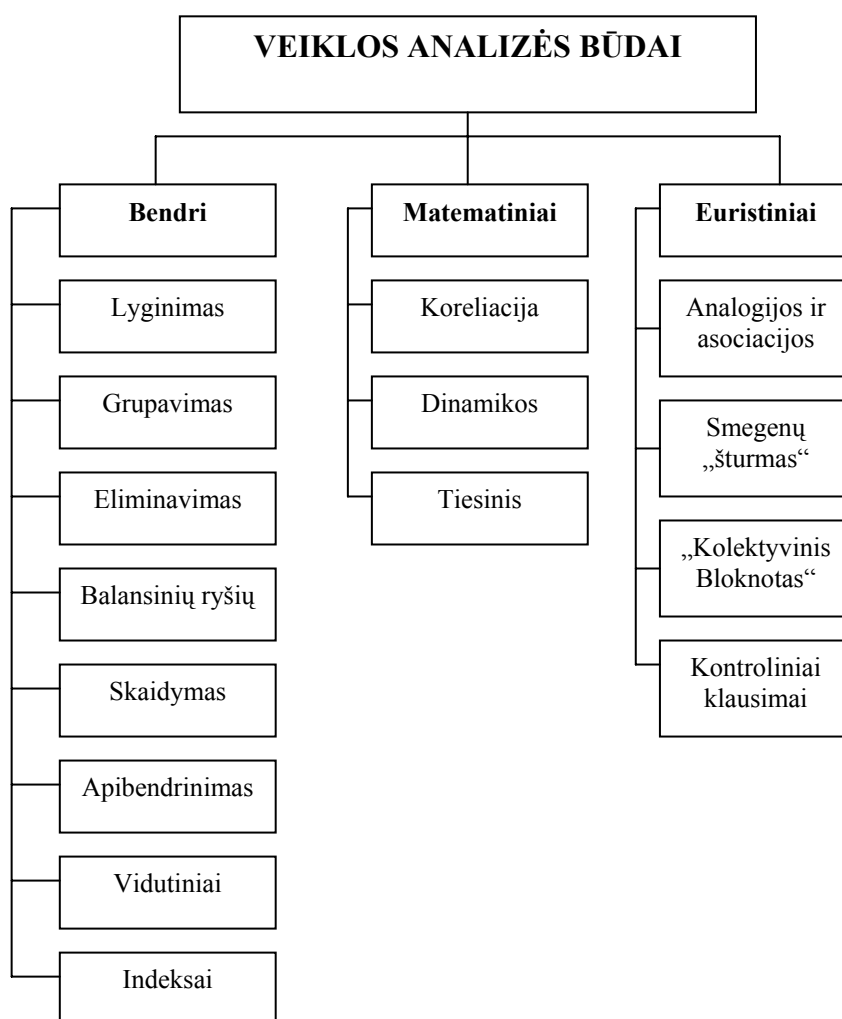 VEIKLOS ANALIZĖS BŪDAI
Bendri
Lyginimas
Grupavimas
Eliminavimas
Balansinių ryšių
Skaidymas
Apibendrinimas
Vidutiniai
Indeksai
Matematiniai
Koreliacija
Dinamikos
Tiesinis
Euristiniai
Analogijos ir
asociacijos
Smegenų
„šturmas“
„Kolektyvinis
Bloknotas“
Kontroliniai
klausimai